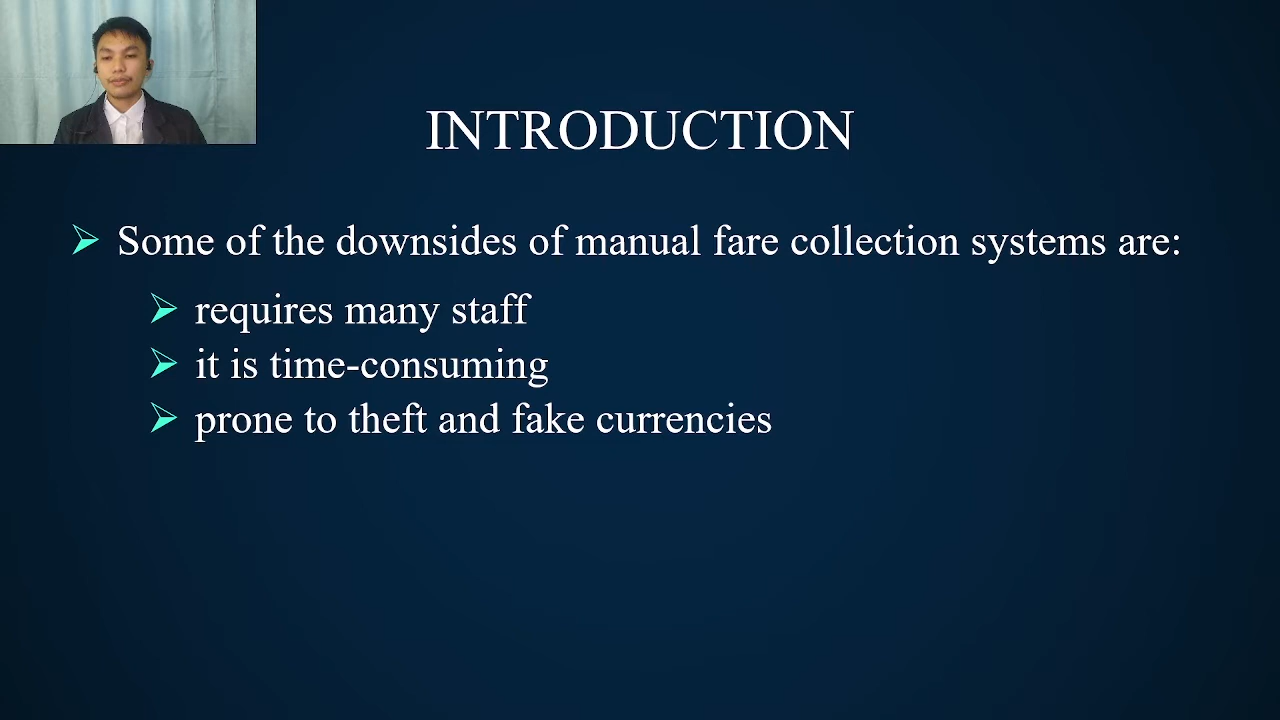 INTRODUCTION
Some of the downsides of manual fare collection systems are:
requires many staff
it is time-consuming
prone to theft and fake currencies